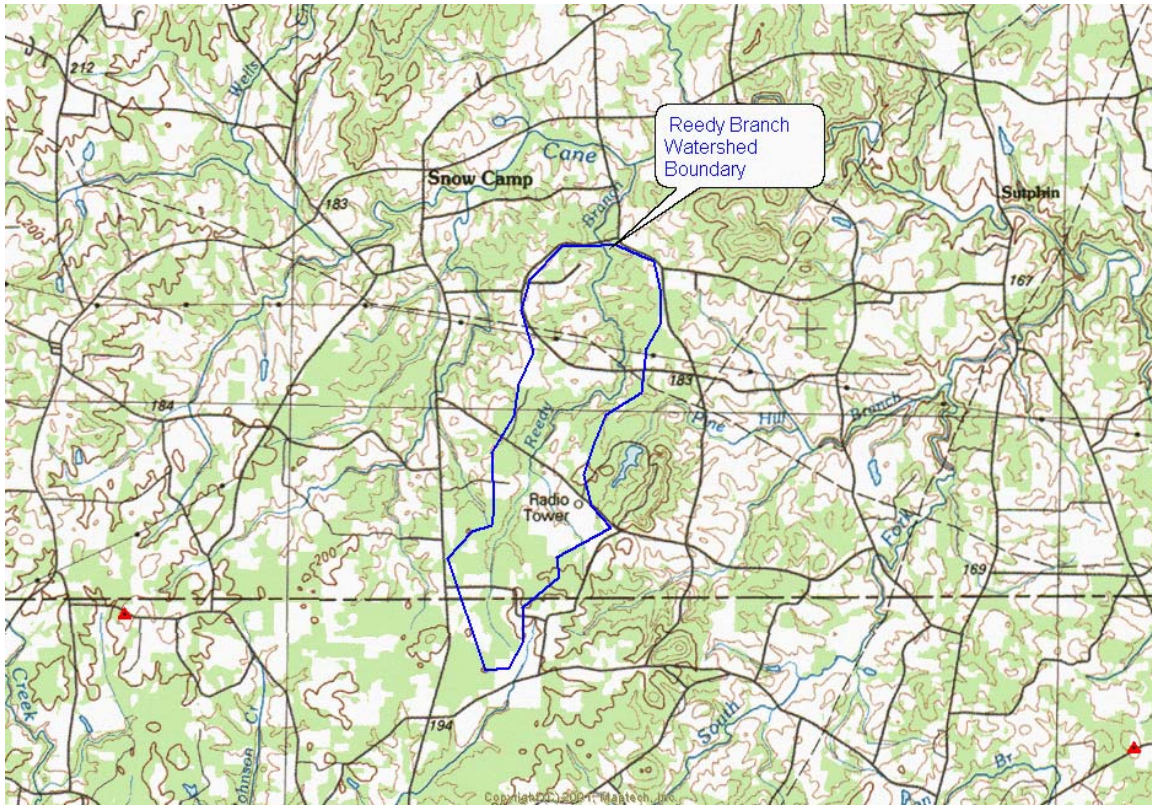 212
Wells
Cane
Reedy Branch
Watershed
Boundary
Snow Camp
Branch
Sutphin
183
200
167
183
184
Reedy
Pine Hill Branch
Radio
Tower
Fork
200
169
Creek
194
South
Johnson Cr
Br
Copyright (C) 2001, Maptech, Inc.